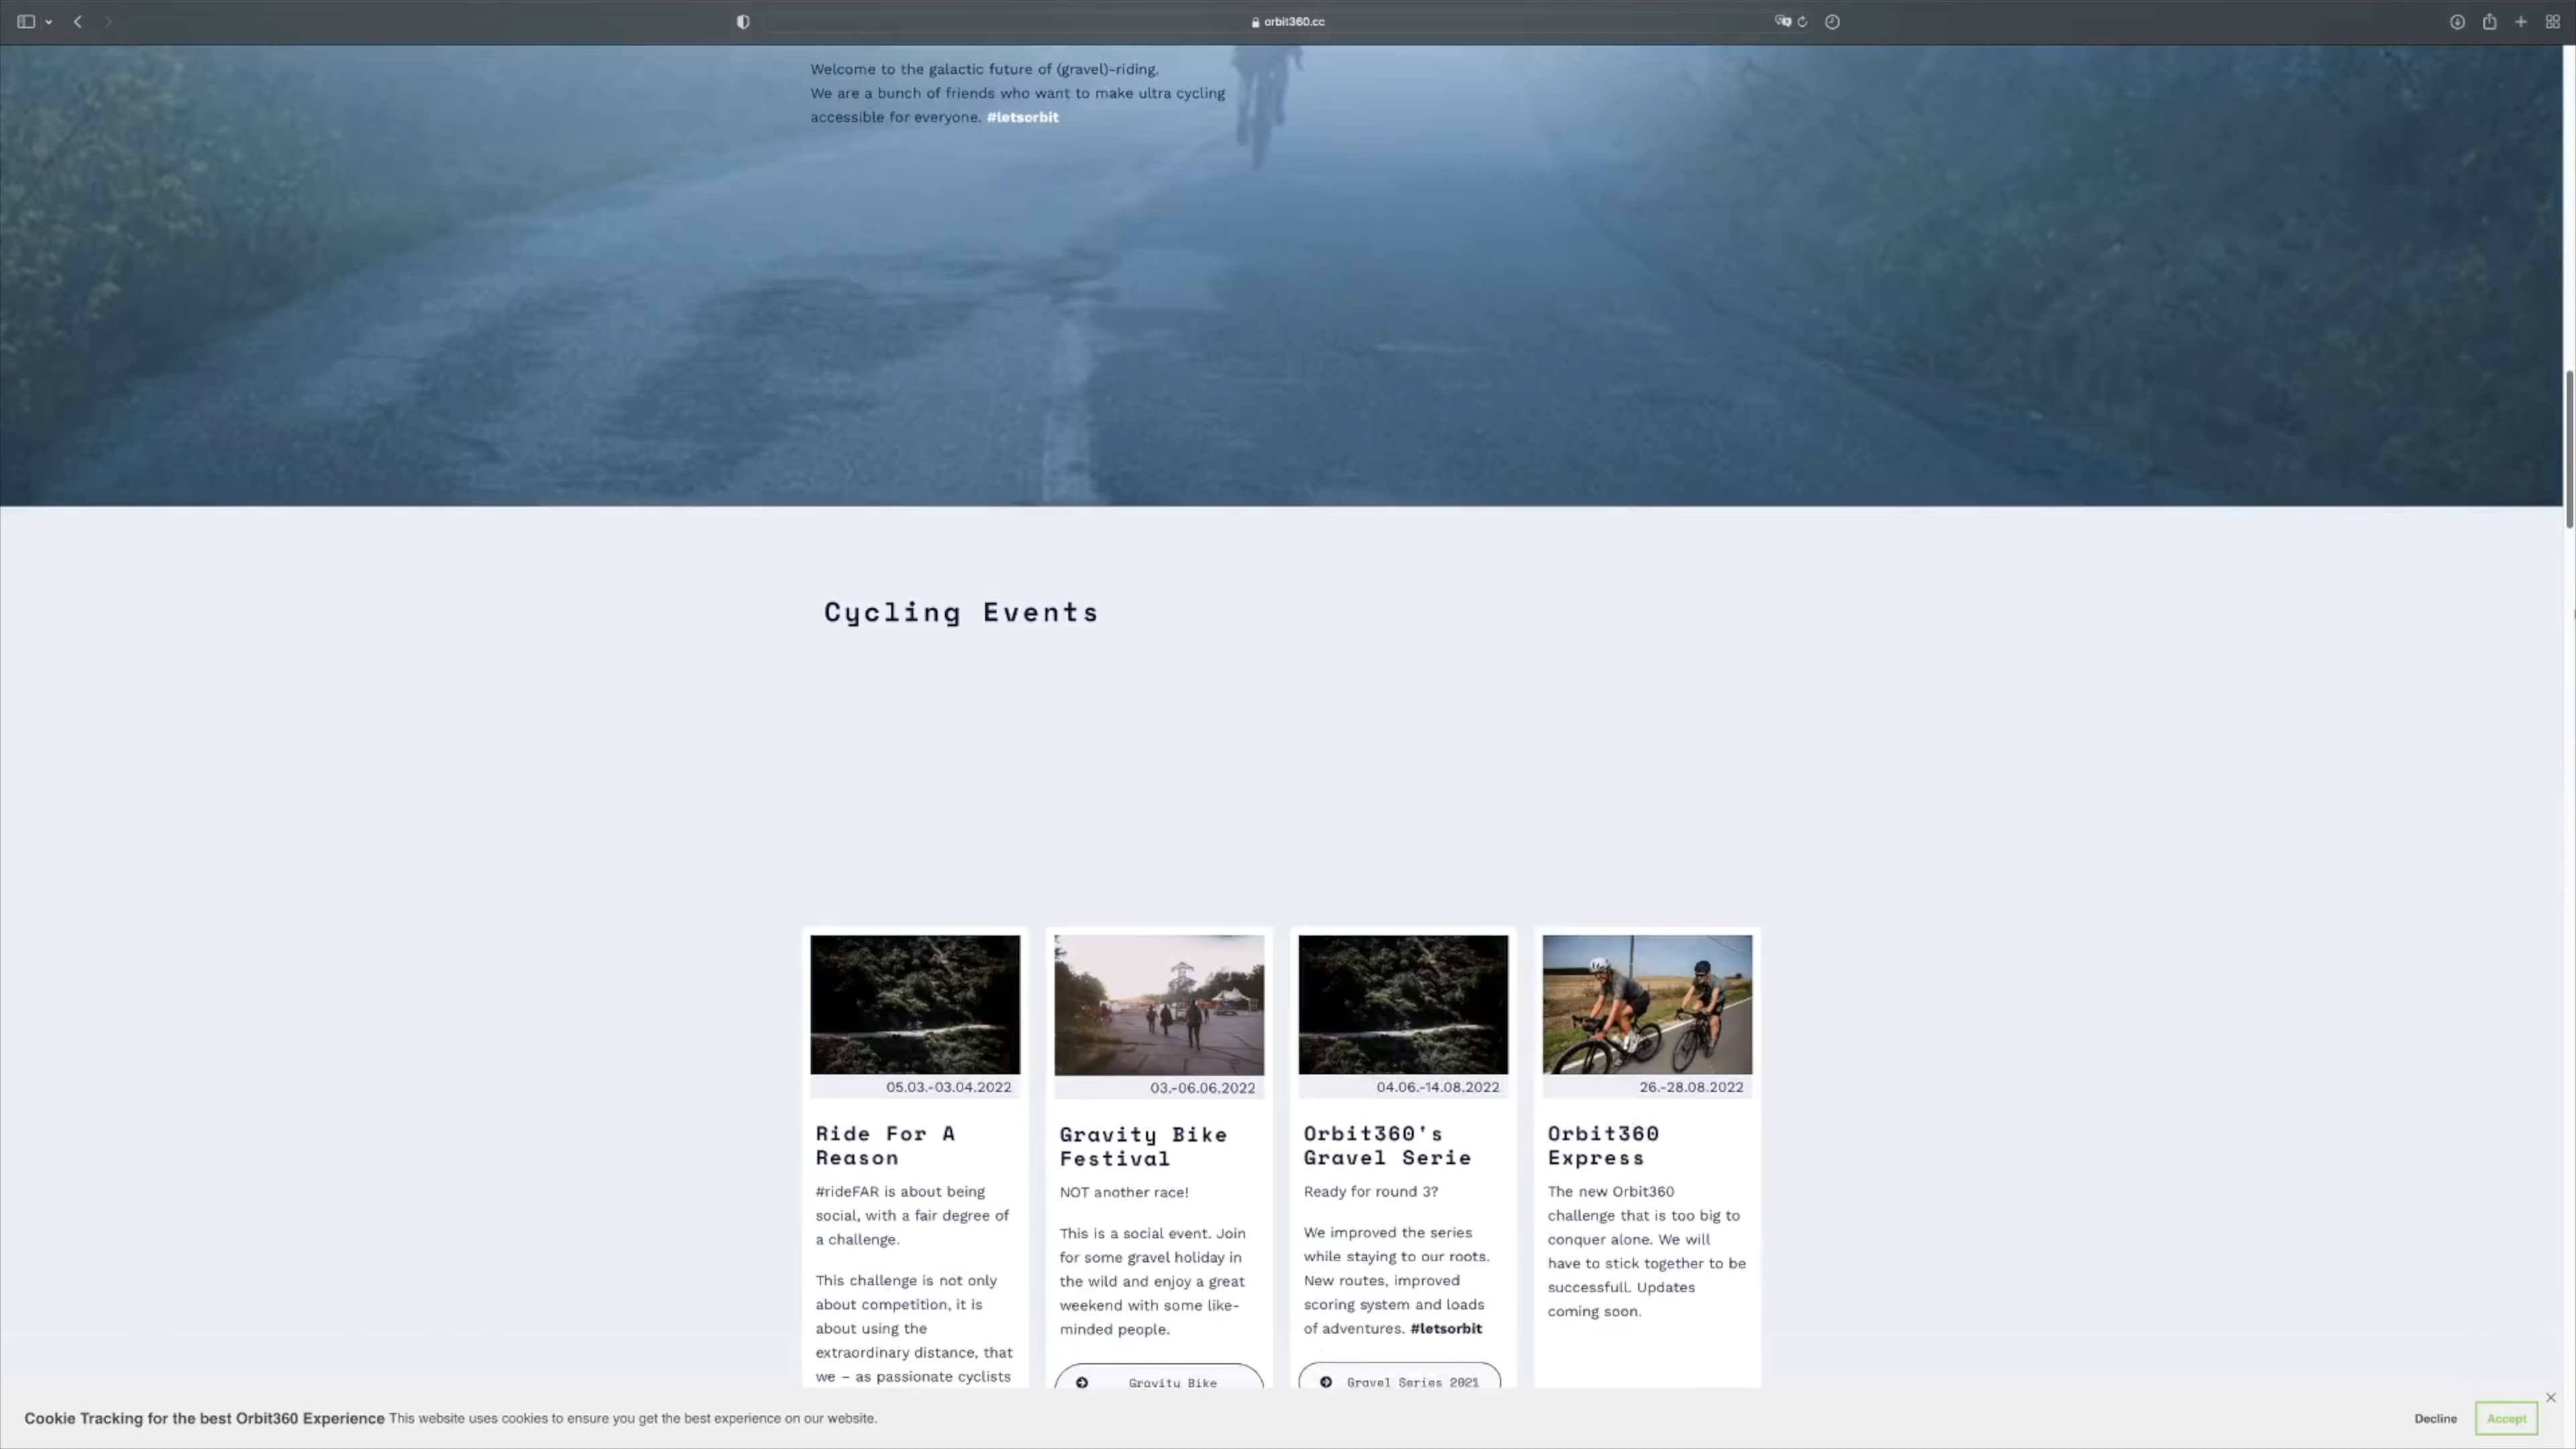 orbit360.cc
Welcome to the galactic future of (gravel)-riding.
We are a bunch of friends who want to make ultra cycling
accessible for everyone. #letsorbit
Cycling Events
05.03.-03.04.2022
Ride For A
Reason
#rideFAR is about being
social, with a fair degree of
a challenge.
This challenge is not only
about competition, it is
about using the
extraordinary distance, that
we – as passionate cyclists
03.-06.06.2022
Gravity Bike
Festival
NOT another race!
This is a social event. Join
for some gravel holiday in
the wild and enjoy a great
weekend with some like-
minded people.
Gravity Bike
04.06.-14.08.2022
Orbit360's
Gravel Serie
Ready for round 3?
We improved the series
while staying to our roots.
New routes, improved
scoring system and loads
of adventures. #letsorbit
Gravel Series 2021
26.-28.08.2022
Orbit360
Express
The new Orbit360
challenge that is too big to
conquer alone. We will
have to stick together to be
successfull. Updates
coming soon.
Cookie Tracking for the best Orbit360 Experience This website uses cookies to ensure you get the best experience on our website.
Decline
Accept